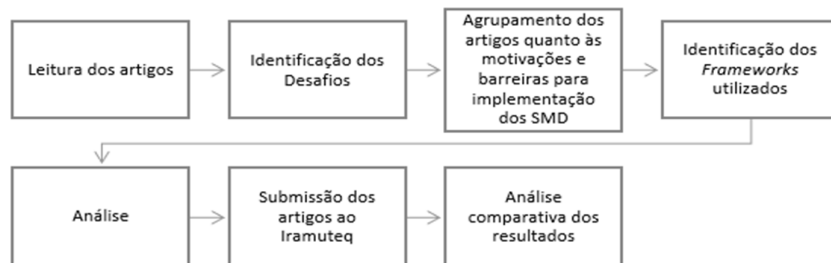 Leitura dos artigos
Identificação dos
Desafios
Agrupamento dos
artigos quanto às
motivações e
barreiras para
implementação
dos SMD
Identificação dos
Frameworks
utilizados
Análise
Submissão dos
artigos ao
Iramuteq
Análise
comparativa dos
resultados